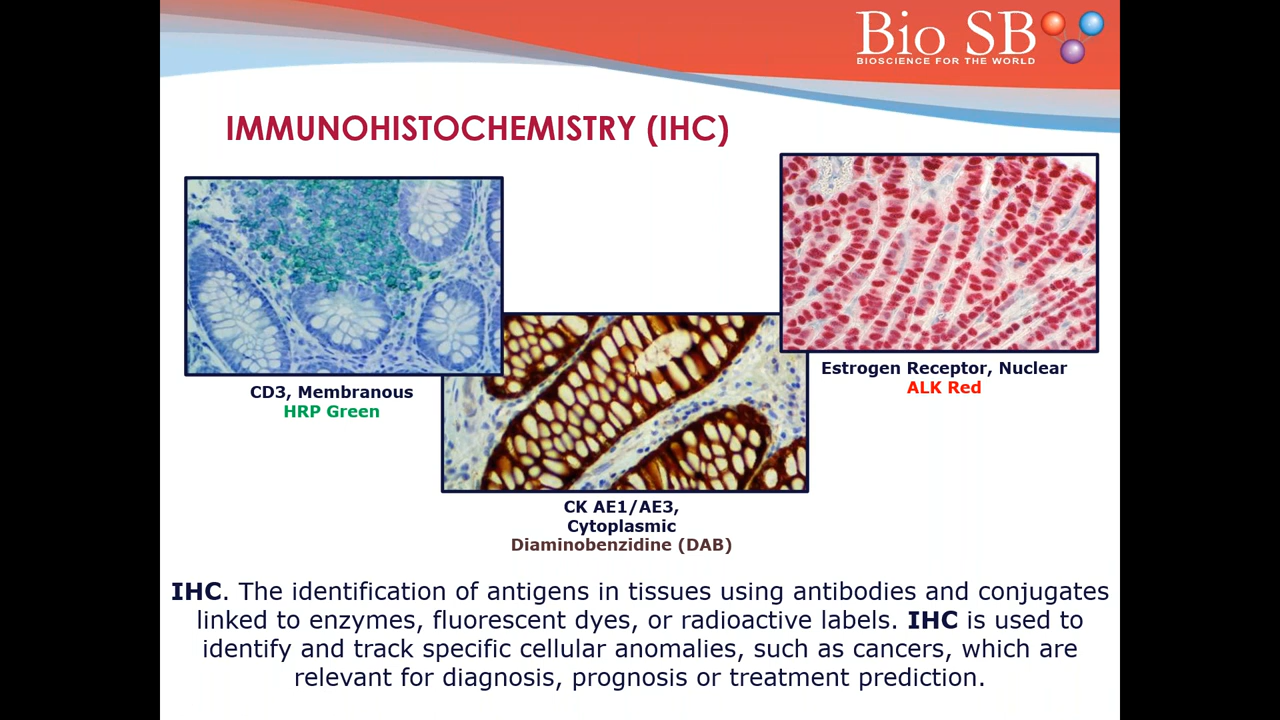 Bio SB
BIOSCIENCE FOR THE WORLD
IMMUNOHISTOCHEMISTRY (IHC)
CD3, Membranous
HRP Green
Estrogen Receptor, Nuclear
ALK Red
CK AE1/AE3,
Cytoplasmic
Diaminobenzidine (DAB)
IHC. The identification of antigens in tissues using antibodies and conjugates
linked to enzymes, fluorescent dyes, or radioactive labels. IHC is used to
identify and track specific cellular anomalies, such as cancers, which are
relevant for diagnosis, prognosis or treatment prediction.